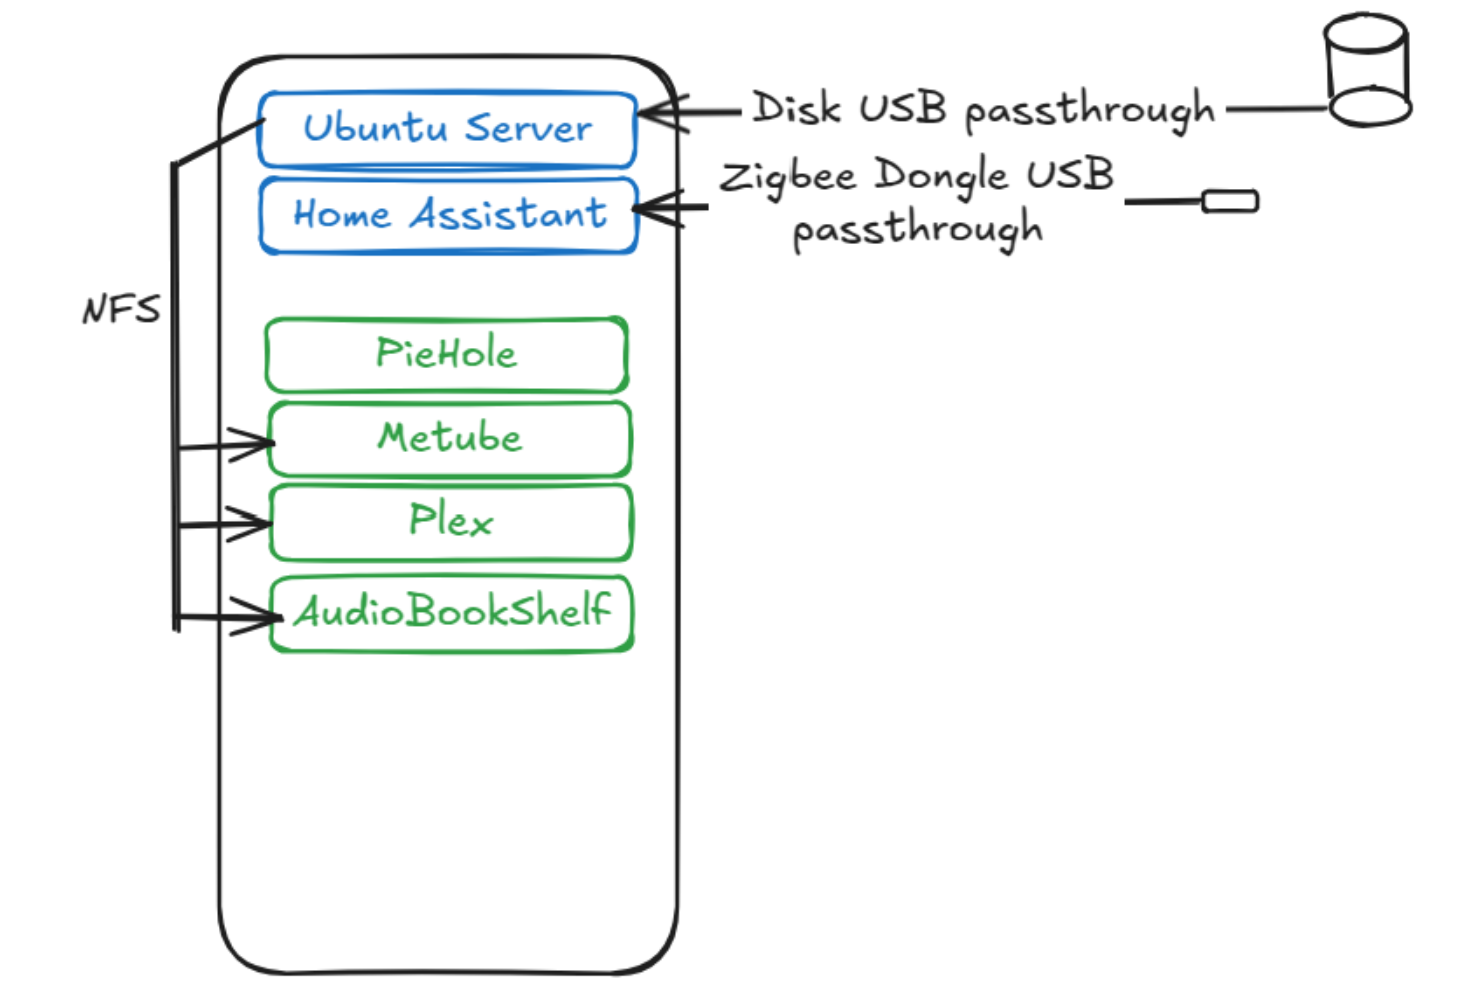 Ubuntu Server
Disk USB passthrough
Home Assistant
Zigbee Dongle USB
passthrough
NFS
PieHole
Metube
Plex
AudioBookShelf